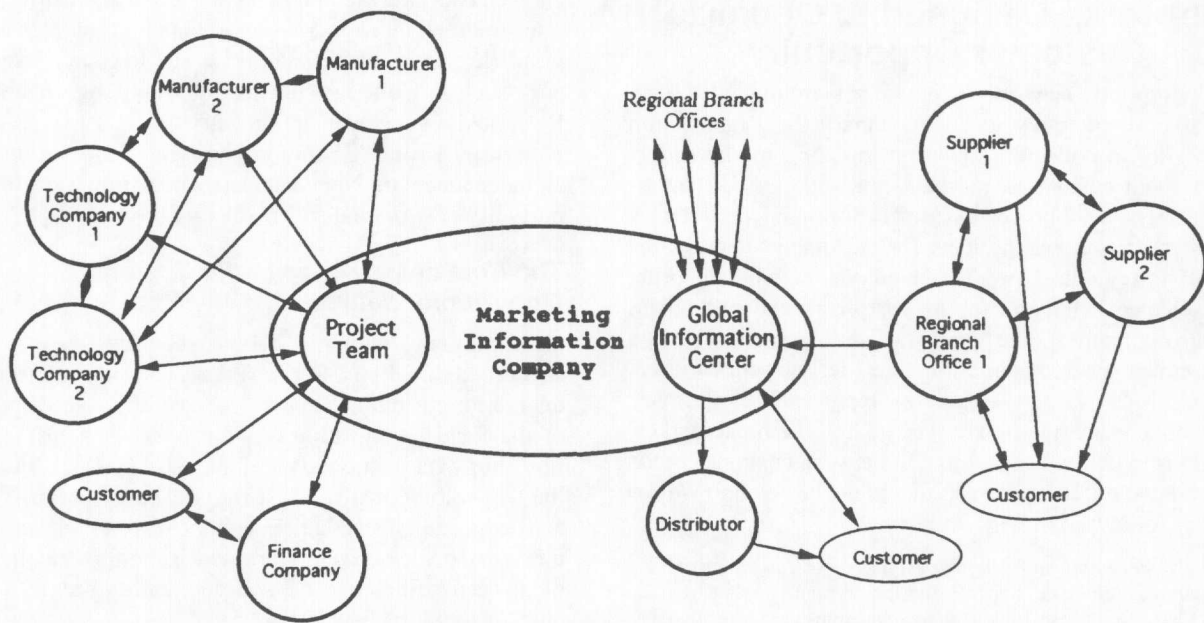 Manufacturer
1
Manufacturer
2
Regional Branch
Offices
Supplier
1
Technology
Company
1
Supplier
2
Project
Team
Marketing
Information
Company
Global
Information
Center
Regional
Branch
Office 1
Technology
Company
2
Customer
Finance
Company
Distributor
Customer
Customer